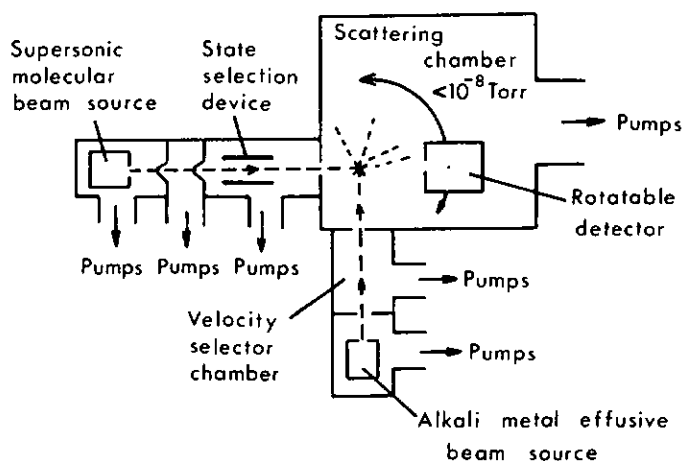 Supersonic
molecular
beam source
State
selection
device
Scattering
chamber
<10⁻⁸ Torr
Pumps
Rotatable
detector
Pumps Pumps Pumps
Velocity
selector
chamber
Pumps
Pumps
Alkali metal effusive
beam source